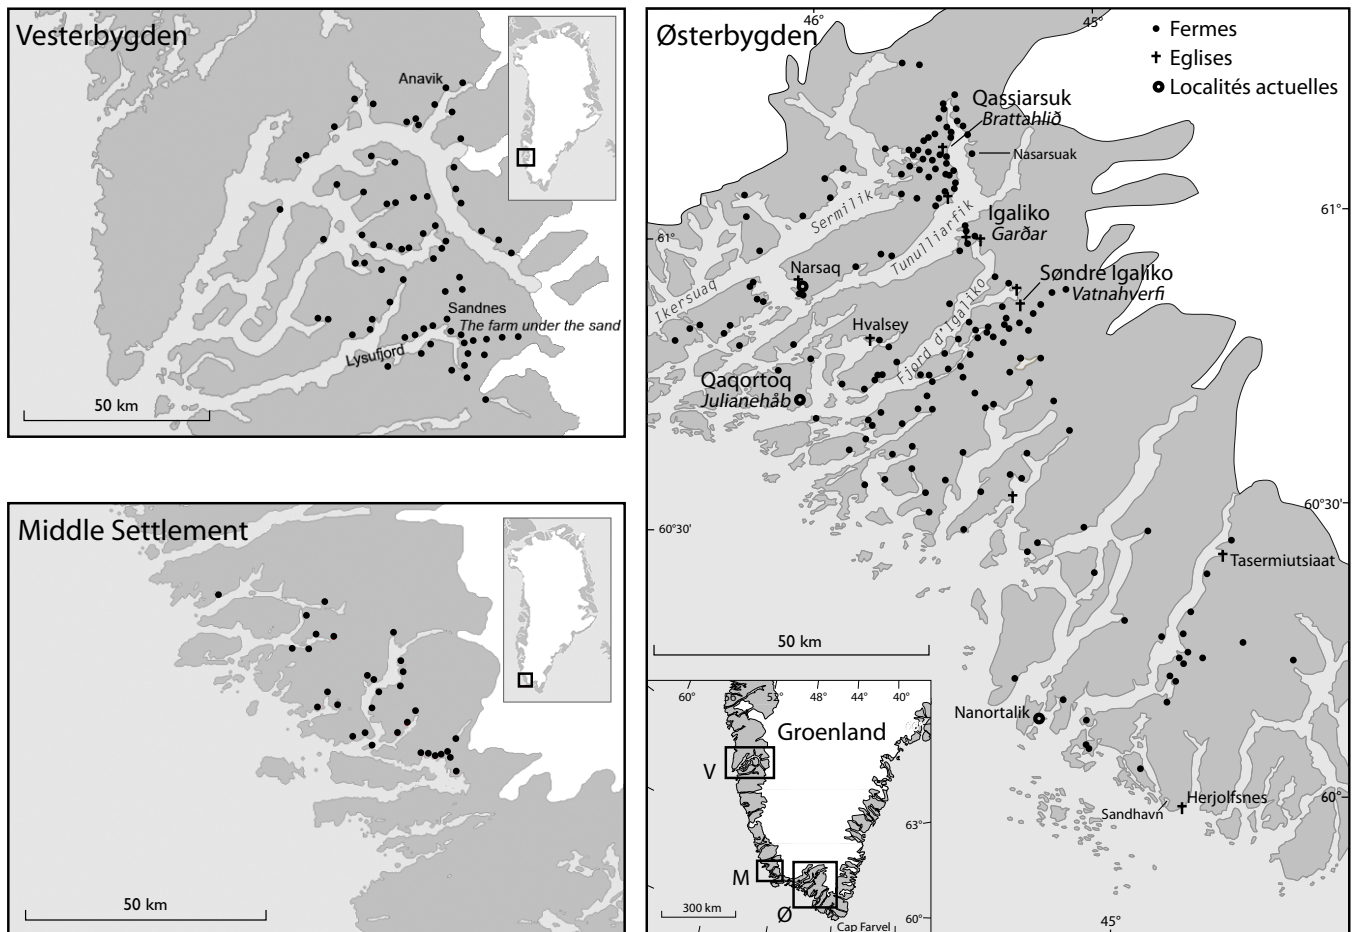 Vesterbygden
Anavik
Sandnes
The farm under the sand
Lysufjord
50 km
Middle Settlement
50 km
Østerbygden
46°
45°
Fermes
Eglises
Localités actuelles
Qassiarsuk
Brattahlið
Nasarsuak
61°
61°
Sermilik
Tunulliarfik
Igaliko
Garðar
Søndre Igaliko
Vatnahverfi
Narsaq
Ikersuaq
Hvalsey
Fjord d'Igaliko
Qaqortoq
Julianehåb
60°30'
60°30'
Tasermiutsiaat
50 km
Nanortalik
Herjolfsnes
Sandhavn
60°
45°
60°
56°
52°
48°
44°
40°
Groenland
V
63°
M
Ø
300 km
60°
Cap Farvel